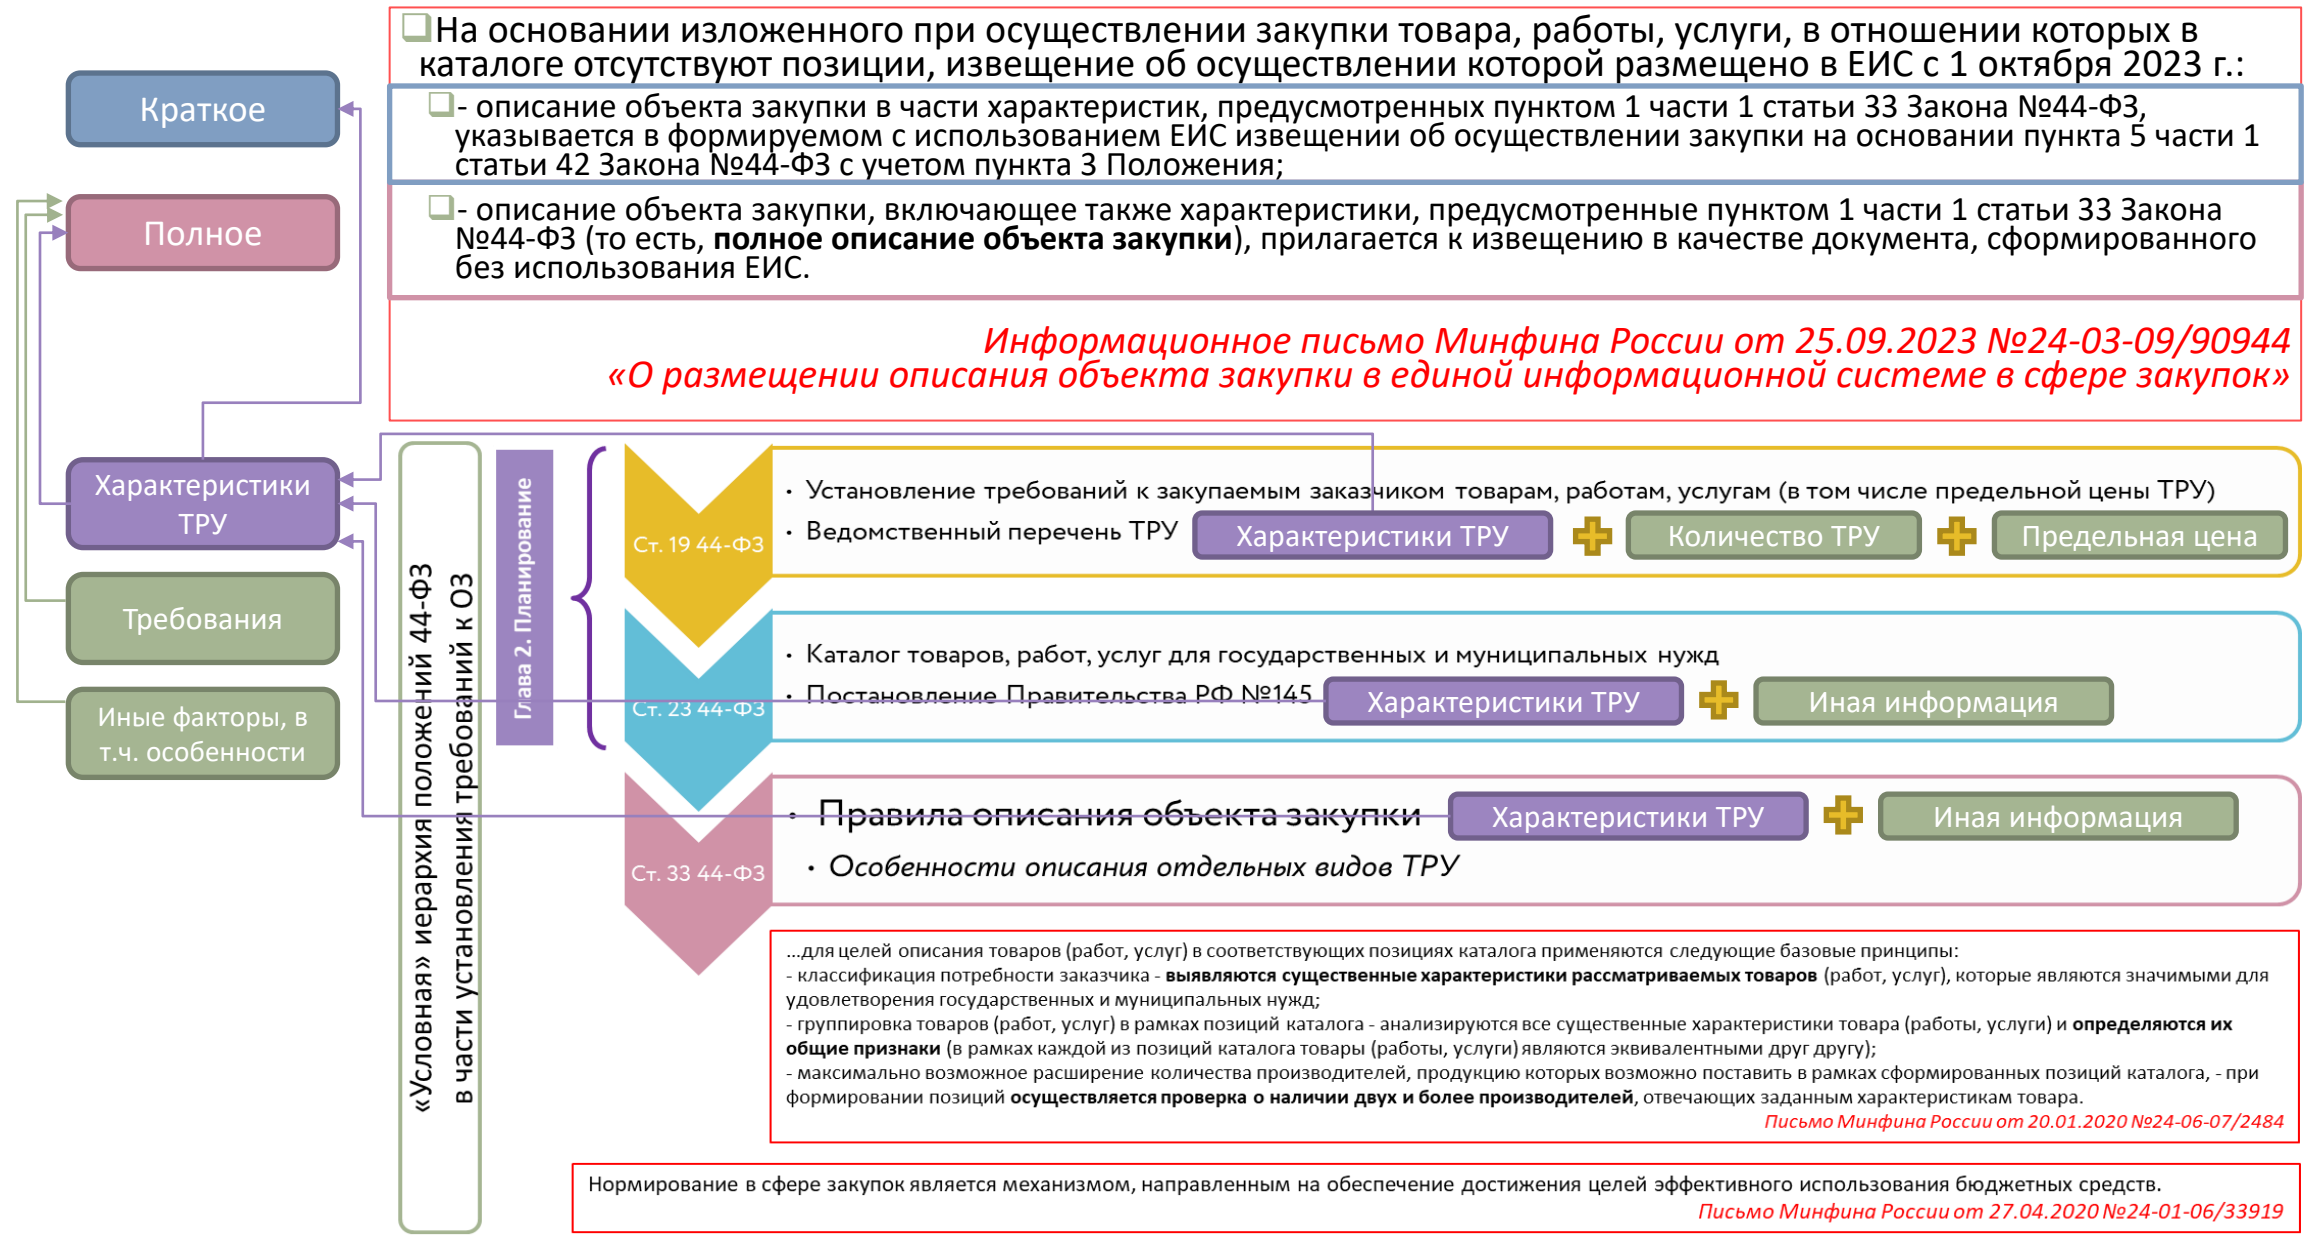 На основании изложенного при осуществлении закупки товара, работы, услуги, в отношении которых в
каталоге отсутствуют позиции, извещение об осуществлении которой размещено в ЕИС с 1 октября 2023 г.:
- описание объекта закупки в части характеристик, предусмотренных пунктом 1 части 1 статьи 33 Закона №44-ФЗ,
указывается в формируемом с использованием ЕИС извещении об осуществлении закупки на основании пункта 5 части 1
статьи 42 Закона №44-ФЗ с учетом пункта 3 Положения;
- описание объекта закупки, включающее также характеристики, предусмотренные пунктом 1 части 1 статьи 33 Закона
№44-ФЗ (то есть, полное описание объекта закупки), прилагается к извещению в качестве документа, сформированного
без использования ЕИС.
Информационное письмо Минфина России от 25.09.2023 №24-03-09/90944
«О размещении описания объекта закупки в единой информационной системе в сфере закупок»
Краткое
Полное
Характеристики
ТРУ
Требования
Иные факторы, в
т.ч. особенности
«Условная» иерархия положений 44-ФЗ
в части установления требований к ОЗ
Глава 2. Планирование
Ст. 19 44-ФЗ
• Установление требований к закупаемым заказчиком товарам, работам, услугам (в том числе предельной цены ТРУ)
• Ведомственный перечень ТРУ
Характеристики ТРУ
Количество ТРУ
Предельная цена
Ст. 23 44-ФЗ
• Каталог товаров, работ, услуг для государственных и муниципальных нужд
• Постановление Правительства РФ №145
Характеристики ТРУ
Иная информация
Ст. 33 44-ФЗ
• Правила описания объекта закупки
Характеристики ТРУ
Иная информация
• Особенности описания отдельных видов ТРУ
…для целей описания товаров (работ, услуг) в соответствующих позициях каталога применяются следующие базовые принципы:
- классификация потребности заказчика - выявляются существенные характеристики рассматриваемых товаров (работ, услуг), которые являются значимыми для
удовлетворения государственных и муниципальных нужд;
- группировка товаров (работ, услуг) в рамках позиций каталога - анализируются все существенные характеристики товара (работы, услуги) и определяются их
общие признаки (в рамках каждой из позиций каталога товары (работы, услуги) являются эквивалентными друг другу);
- максимально возможное расширение количества производителей, продукцию которых возможно поставить в рамках сформированных позиций каталога, - при
формировании позиций осуществляется проверка о наличии двух и более производителей, отвечающих заданным характеристикам товара.
Письмо Минфина России от 20.01.2020 №24-06-07/2484
Нормирование в сфере закупок является механизмом, направленным на обеспечение достижения целей эффективного использования бюджетных средств.
Письмо Минфина России от 27.04.2020 №24-01-06/33919